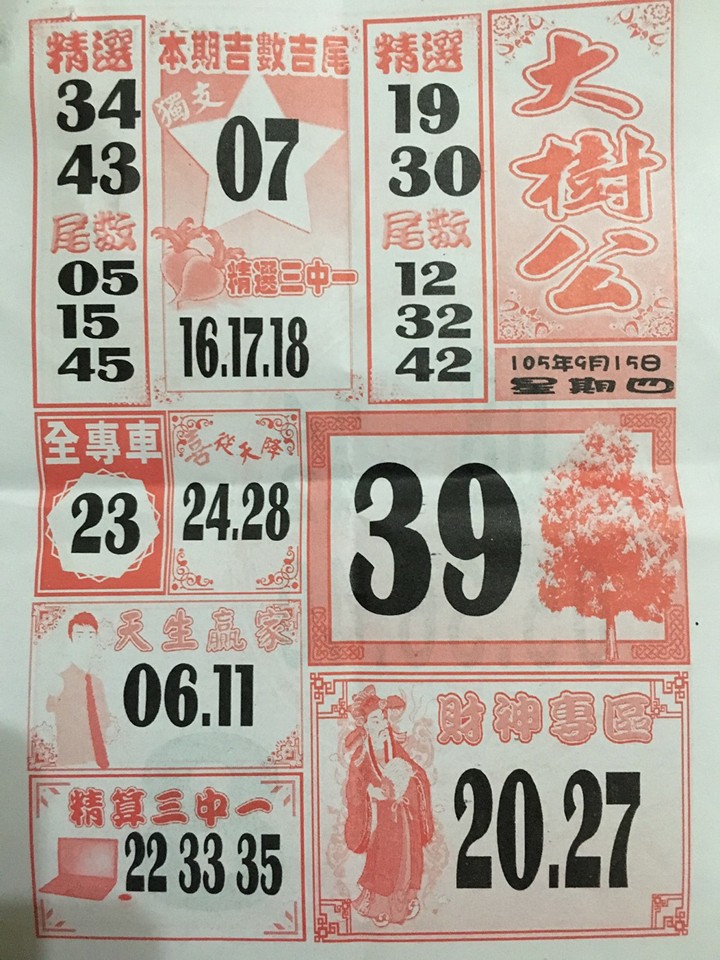 精選
34
43
尾数
05
15
45
本期吉數吉尾
獨支
07
精選三中一
16.17.18
精選
19
30
尾数
12
32
42
大樹公
105年9月15日
星期四
全專車
23
喜從天降
24.28
39
天生贏家
06.11
精算三中一
22 33 35
財神專區
20.27